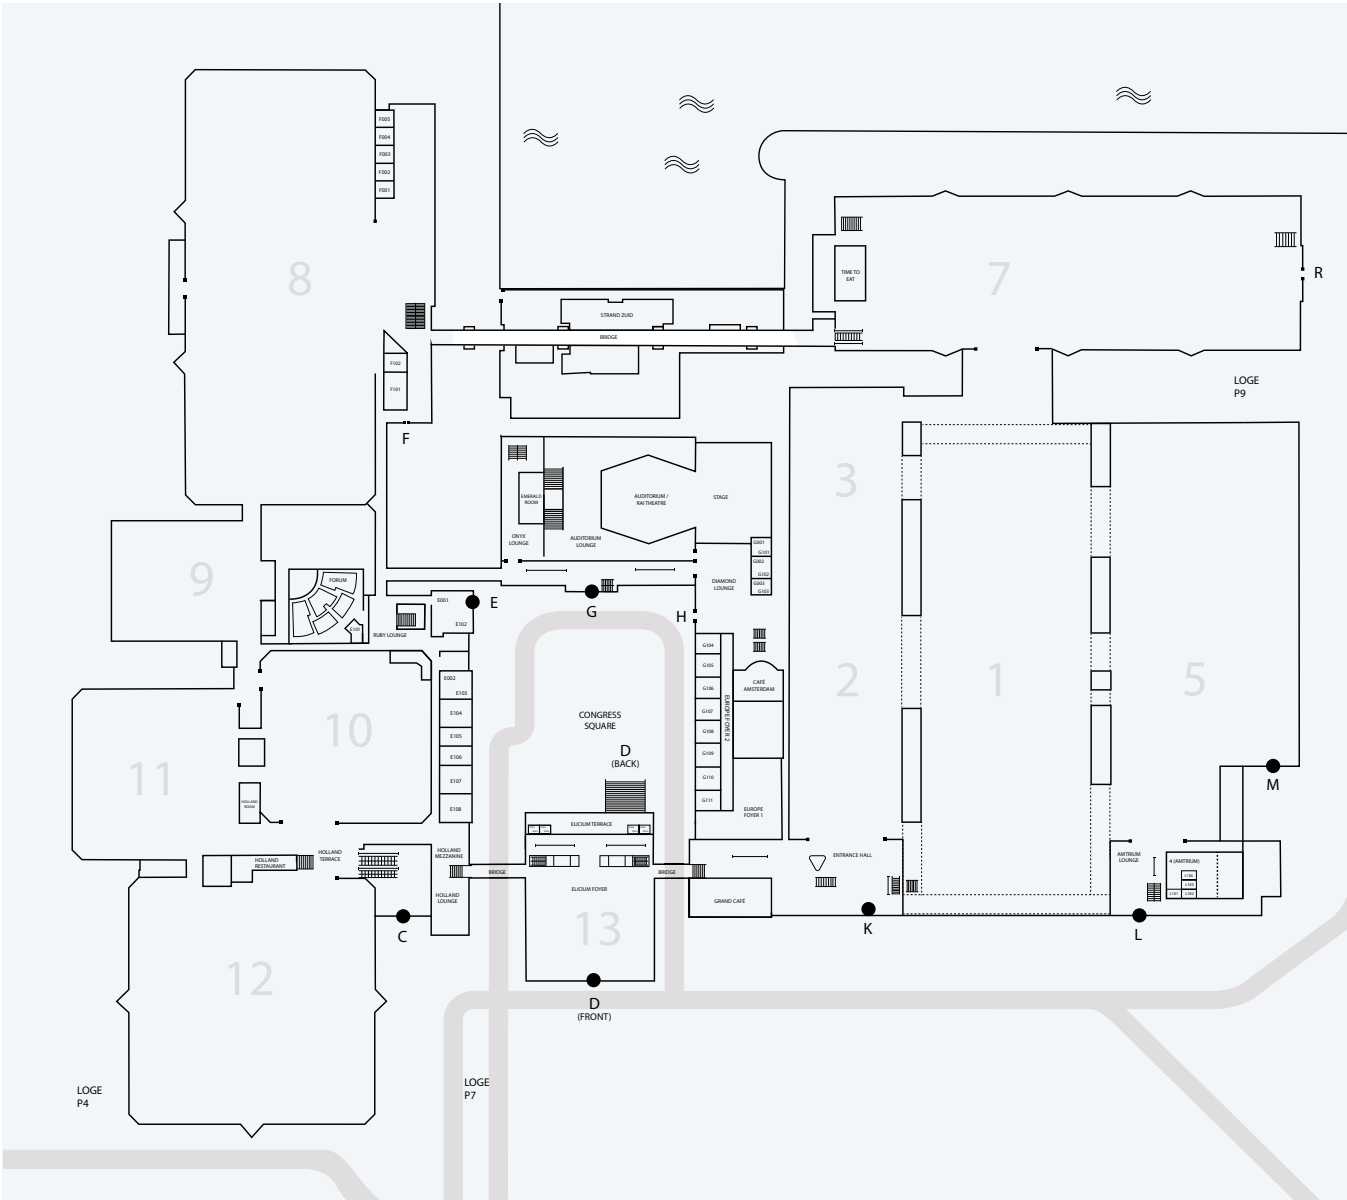 F005
F004
F003
F002
F001
8
STRAND ZUID
BRIDGE
TIME TO
EAT
7
R
F102
F101
F
LOGE
P9
3
EMERALD
ROOM
ONYX
LOUNGE
AUDITORIUM
LOUNGE
AUDITORIUM /
RAI THEATRE
STAGE
G001
G101
G002
G102
G003
G103
DIAMOND
LOUNGE
9
FORUM
E101
RUBY LOUNGE
E001
E102
E
G
H
E002
E103
E104
E105
E106
E107
E108
G104
G105
G106
G107
G108
G109
G110
G111
EUROPE FOYER 2
CAFÉ
AMSTERDAM
EUROPE
FOYER 1
2
1
5
10
11
HOLLAND
ROOM
CONGRESS
SQUARE
D
(BACK)
M
ELICIUM TERRACE
HOLLAND
RESTAURANT
HOLLAND
TERRACE
HOLLAND
MEZZANINE
BRIDGE
BRIDGE
HOLLAND
LOUNGE
ELICIUM FOYER
GRAND CAFÉ
ENTRANCE HALL
AMTRIUM
LOUNGE
4 (AMTRIUM)
L101
L102
C
K
L
13
12
D
(FRONT)
LOGE
P4
LOGE
P7